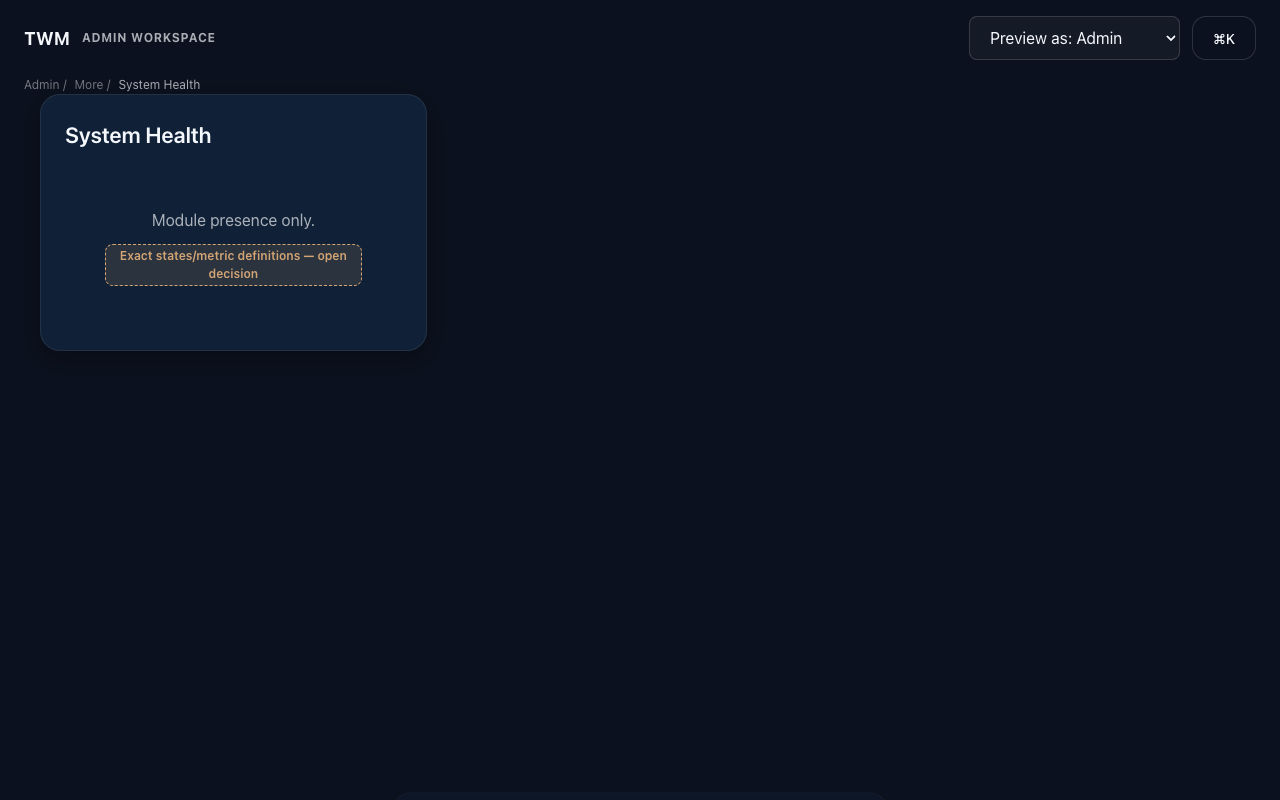 TWM ADMIN WORKSPACE Preview as: Admin ⌘K
Admin / More / System Health
System Health
Module presence only.
Exact states/metric definitions — open
decision